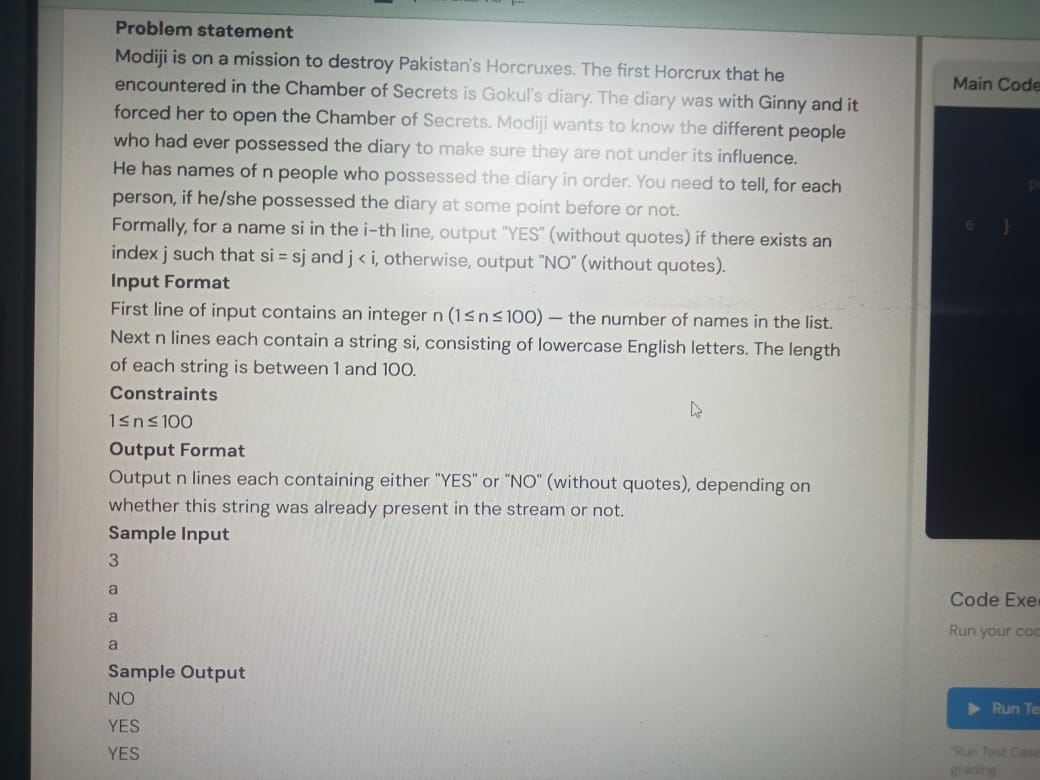 Problem statement
Modiji is on a mission to destroy Pakistan's Horcruxes. The first Horcrux that he
encountered in the Chamber of Secrets is Gokul's diary. The diary was with Ginny and it
forced her to open the Chamber of Secrets. Modiji wants to know the different people
who had ever possessed the diary to make sure they are not under its influence.
He has names of n people who possessed the diary in order. You need to tell, for each
person, if he/she possessed the diary at some point before or not.
Formally, for a name si in the i-th line, output "YES" (without quotes) if there exists an
index j such that si = sj and j < i, otherwise, output "NO" (without quotes).
Input Format
First line of input contains an integer n (1≤n≤100) — the number of names in the list.
Next n lines each contain a string si, consisting of lowercase English letters. The length
of each string is between 1 and 100.
Constraints
1≤n≤100
Output Format
Output n lines each containing either "YES" or "NO" (without quotes), depending on
whether this string was already present in the stream or not.
Sample Input
3
a
a
a
Sample Output
NO
YES
YES
Main Code
6 }
Code Exe
Run your co
Run Te
"Run Test Case
grading